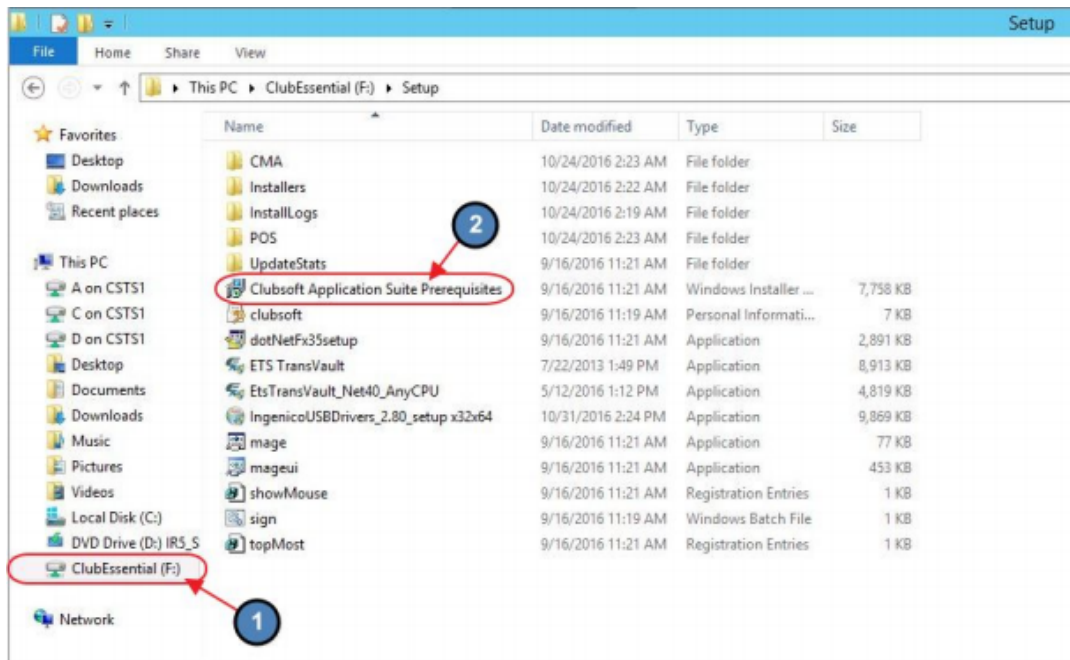 Setup
File Home Share View
This PC ClubEssential (F:) Setup
Name Date modified Type Size
Favorites
Desktop
Downloads
Recent places
This PC
A on CSTS1
C on CSTS1
D on CSTS1
Desktop
Documents
Downloads
Music
Pictures
Videos
Local Disk (C:)
DVD Drive (D:) IR5_S
ClubEssential (F:)
Network
CMA 10/24/2016 2:23 AM File folder
Installers 10/24/2016 2:22 AM File folder
InstallLogs 10/24/2016 2:19 AM File folder
POS 10/24/2016 2:23 AM File folder
UpdateStats 9/16/2016 11:21 AM File folder
Clubsoft Application Suite Prerequisites 9/16/2016 11:21 AM Windows Installer ... 7,758 KB
clubsoft 9/16/2016 11:19 AM Personal Informati... 7 KB
dotNetFx35setup 9/16/2016 11:21 AM Application 2,891 KB
ETS TransVault 7/22/2013 1:49 PM Application 8,913 KB
EtsTransVault_Net40_AnyCPU 5/12/2016 1:12 PM Application 4,819 KB
IngenicoUSBDrivers_2.80_setup x32x64 10/31/2016 2:24 PM Application 9,869 KB
mage 9/16/2016 11:21 AM Application 77 KB
mageui 9/16/2016 11:21 AM Application 453 KB
showMouse 9/16/2016 11:21 AM Registration Entries 1 KB
sign 9/16/2016 11:19 AM Windows Batch File 1 KB
topMost 9/16/2016 11:21 AM Registration Entries 1 KB
2
1